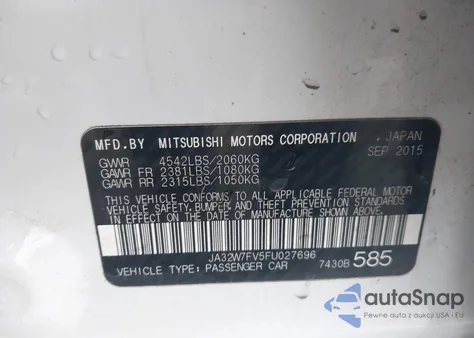 MFD.BY MITSUBISHI MOTORS CORPORATION JAPAN
GVWR 4542LBS/2060KG SEP 2015
GAWR FR 2381LBS/1080KG
GAWR RR 2315LBS/1050KG
THIS VEHICLE CONFORMS TO ALL APPLICABLE FEDERAL MOTOR
VEHICLE SAFETY, BUMPER, AND THEFT PREVENTION STANDARDS
IN EFFECT ON THE DATE OF MANUFACTURE SHOWN ABOVE.
JA32W7FV5FU027696
VEHICLE TYPE: PASSENGER CAR 7430B 585
autoSnap
Pewne auta z USA i EU